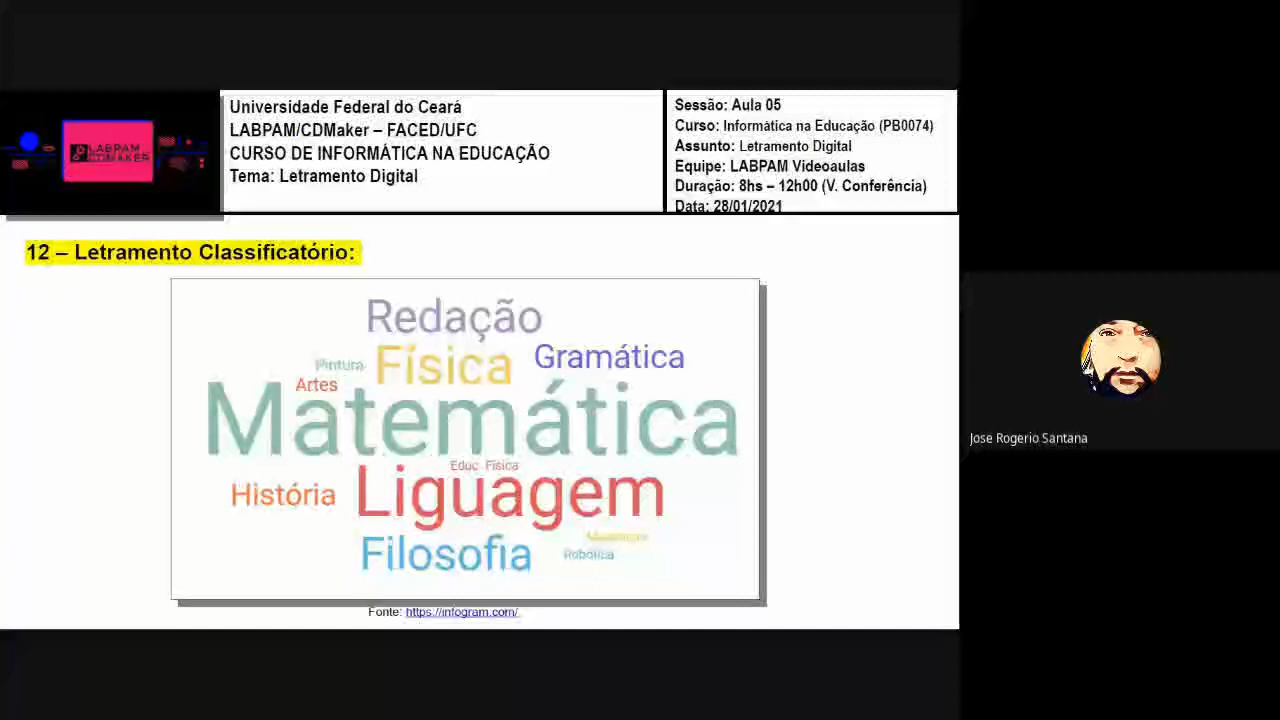 LABPAM
CDMAKER
Universidade Federal do Ceará
LABPAM/CDMaker – FACED/UFC
CURSO DE INFORMÁTICA NA EDUCAÇÃO
Tema: Letramento Digital
Sessão: Aula 05
Curso: Informática na Educação (PB0074)
Assunto: Letramento Digital
Equipe: LABPAM Videoaulas
Duração: 8hs – 12h00 (V. Conferência)
Data: 28/01/2021
12 – Letramento Classificatório:
Redação
Pintura Física Gramática
Artes
Matemática
Educ Física
História Liguagem
Filosofia Robótica
Fonte: https://infogram.com/
Jose Rogerio Santana